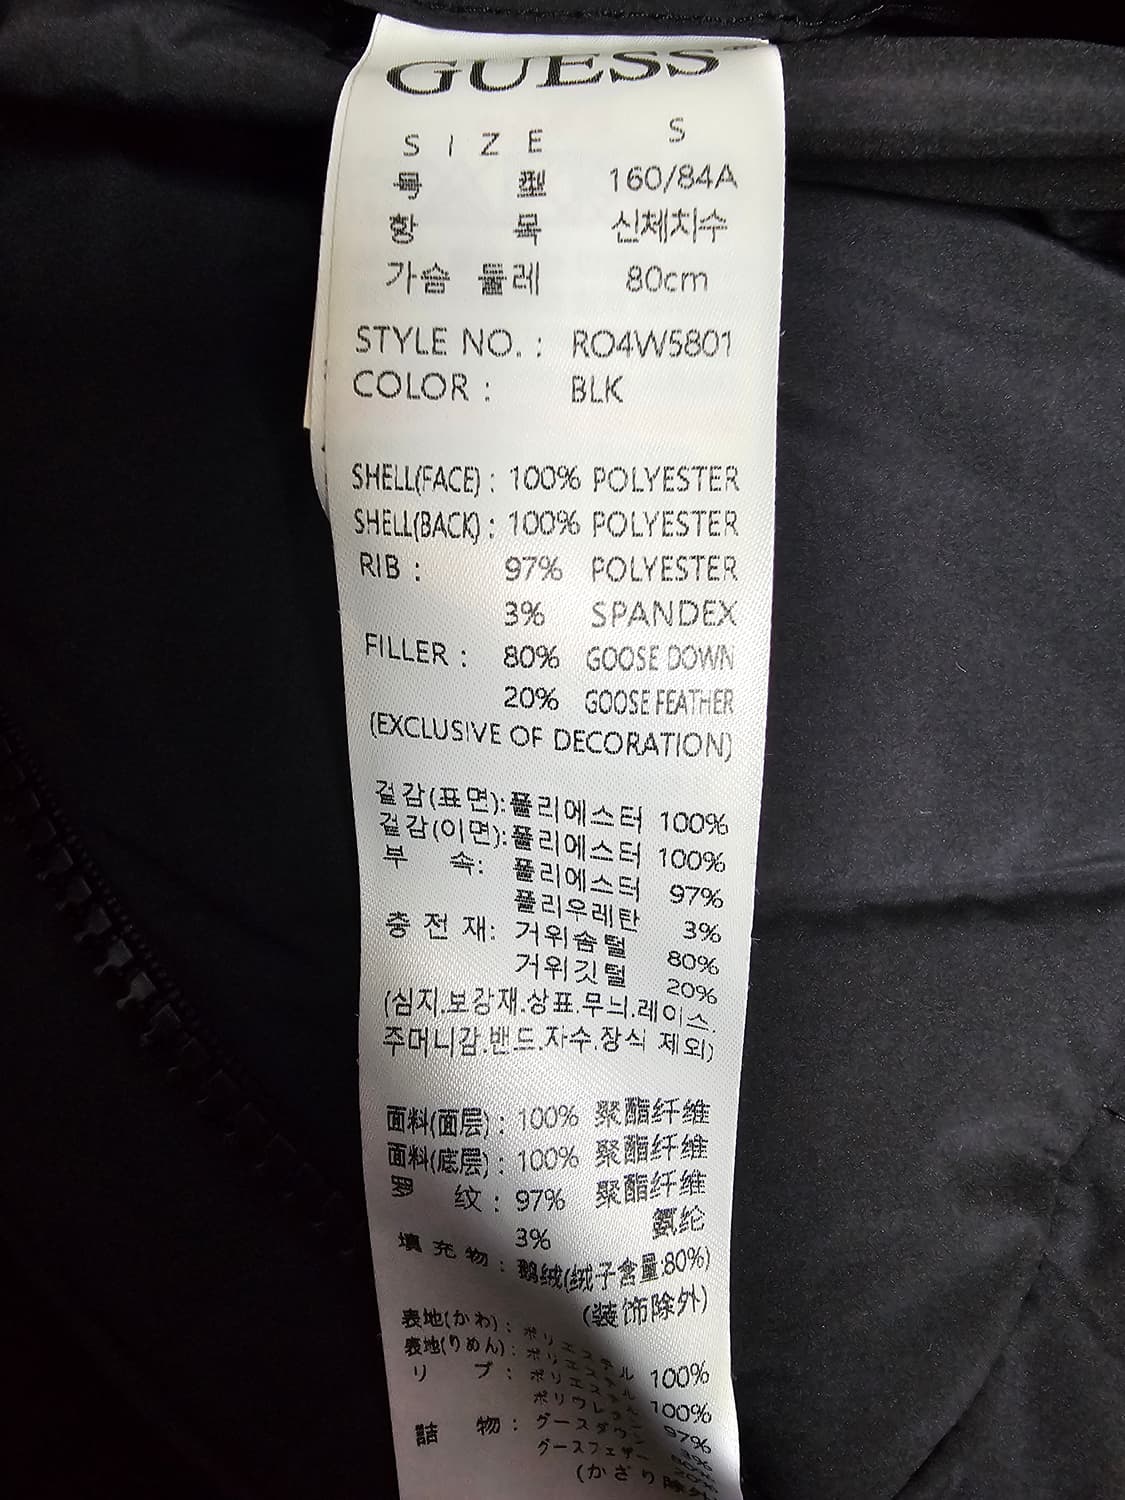 GUESS®
SIZE S
号 型 160/84A
항 목 신체치수
가슴 둘레 80cm
STYLE NO. : RO4W5801
COLOR : BLK
SHELL(FACE) : 100% POLYESTER
SHELL(BACK) : 100% POLYESTER
RIB : 97% POLYESTER
3% SPANDEX
FILLER : 80% GOOSE DOWN
20% GOOSE FEATHER
(EXCLUSIVE OF DECORATION)
겉감(표면):폴리에스터 100%
겉감(이면):폴리에스터 100%
부 속: 폴리에스터 97%
폴리우레탄 3%
충 전 재: 거위솜털 80%
거위깃털 20%
(심지.보강재.상표.무늬.레이스.
주머니감.밴드.자수.장식 제외)
面料(面层) : 100% 聚酯纤维
面料(底层) : 100% 聚酯纤维
罗 纹 : 97% 聚酯纤维
3% 氨纶
填 充 物 : 鹅绒(绒子含量:80%)
(装饰除外)
表地(かわ) : ポリエステル 100%
表地(りめん) : ポリエステル 100%
リ ブ : ポリエステル 97%
ポリウレタン 3%
詰 物 : グースダウン
グースフェザー
(かざり除外